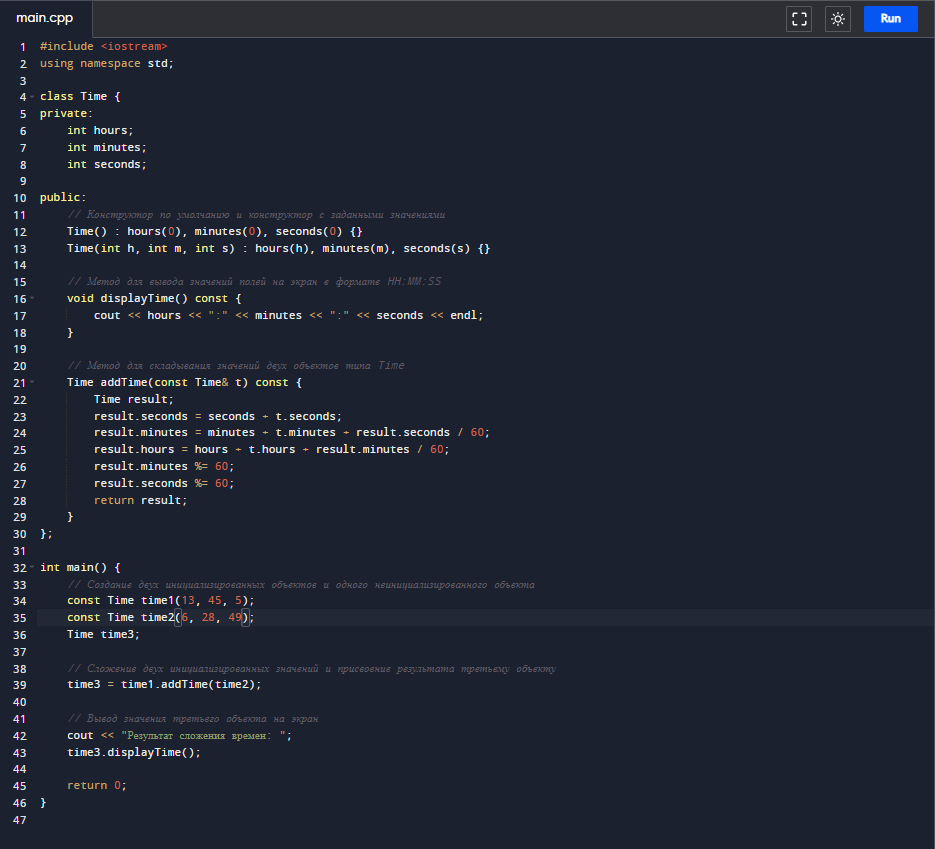 main.cpp
Run
1 #include <iostream>
2 using namespace std;
3
4 class Time {
5 private:
6     int hours;
7     int minutes;
8     int seconds;
9
10 public:
11     // Конструктор по умолчанию и конструктор с заданными значениями
12     Time() : hours(0), minutes(0), seconds(0) {}
13     Time(int h, int m, int s) : hours(h), minutes(m), seconds(s) {}
14
15     // Метод для вывода значений полей на экран в формате HH:MM:SS
16     void displayTime() const {
17         cout << hours << ":" << minutes << ":" << seconds << endl;
18     }
19
20     // Метод для складывания значений двух объектов типа Time
21     Time addTime(const Time& t) const {
22         Time result;
23         result.seconds = seconds + t.seconds;
24         result.minutes = minutes + t.minutes + result.seconds / 60;
25         result.hours = hours + t.hours + result.minutes / 60;
26         result.minutes %= 60;
27         result.seconds %= 60;
28         return result;
29     }
30 };
31
32 int main() {
33     // Создание двух инициализированных объектов и одного неинициализированного объекта
34     const Time time1(13, 45, 5);
35     const Time time2(6, 28, 49);
36     Time time3;
37
38     // Сложение двух инициализированных значений и присвоение результата третьему объекту
39     time3 = time1.addTime(time2);
40
41     // Вывод значения третьего объекта на экран
42     cout << "Результат сложения времен: ";
43     time3.displayTime();
44
45     return 0;
46 }
47